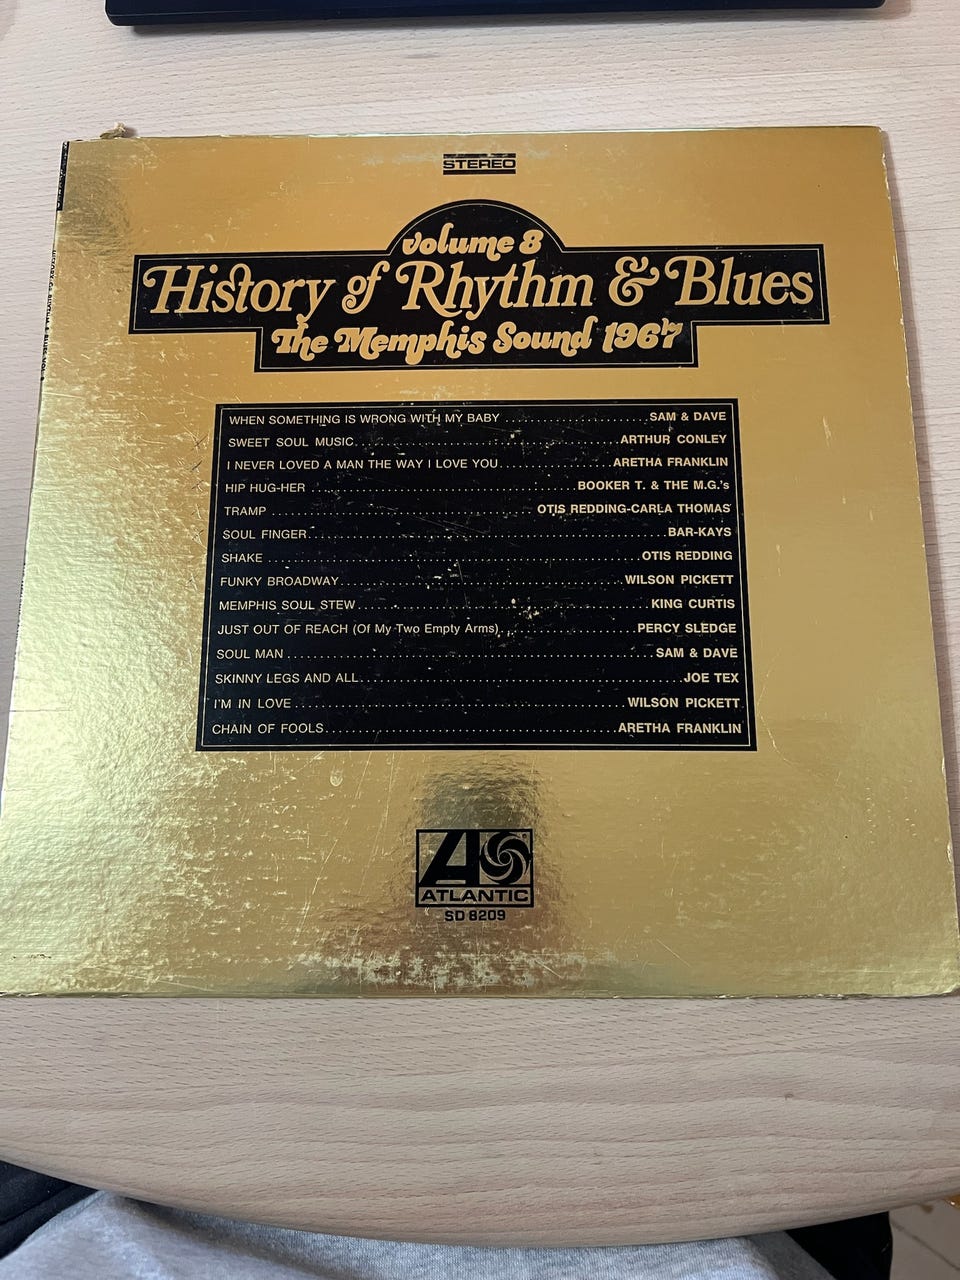 STEREO
volume 8
History of Rhythm & Blues
The Memphis Sound 1967
WHEN SOMETHING IS WRONG WITH MY BABY ........................SAM & DAVE
SWEET SOUL MUSIC............................................ARTHUR CONLEY
I NEVER LOVED A MAN THE WAY I LOVE YOU...................ARETHA FRANKLIN
HIP HUG-HER ..........................................BOOKER T. & THE M.G.'s
TRAMP ..........................................OTIS REDDING-CARLA THOMAS
SOUL FINGER..........................................................BAR-KAYS
SHAKE ............................................................OTIS REDDING
FUNKY BROADWAY..............................................WILSON PICKETT
MEMPHIS SOUL STEW...............................................KING CURTIS
JUST OUT OF REACH (Of My Two Empty Arms)......................PERCY SLEDGE
SOUL MAN ..........................................................SAM & DAVE
SKINNY LEGS AND ALL....................................................JOE TEX
I'M IN LOVE ......................................................WILSON PICKETT
CHAIN OF FOOLS................................................ARETHA FRANKLIN
ATLANTIC
SD 8209